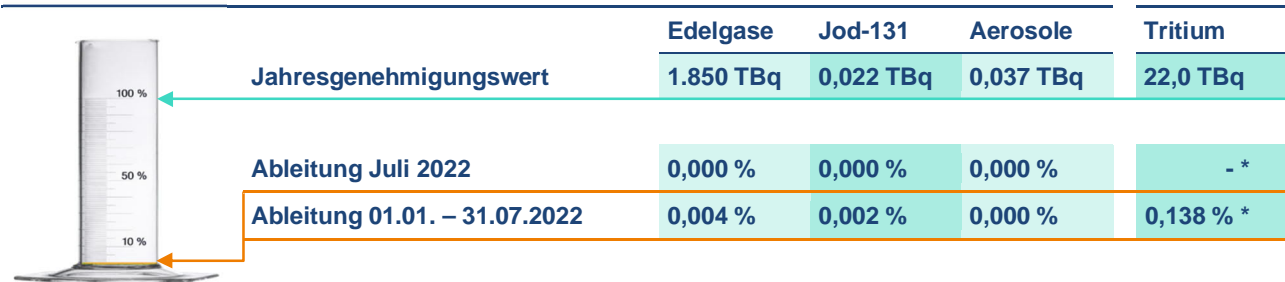 Edelgase Jod-131 Aerosole Tritium
Jahresgenehmigungswert 1.850 TBq 0,022 TBq 0,037 TBq 22,0 TBq
100 %
Ableitung Juli 2022 0,000 % 0,000 % 0,000 % - *
50 %
Ableitung 01.01. – 31.07.2022 0,004 % 0,002 % 0,000 % 0,138 % *
10 %